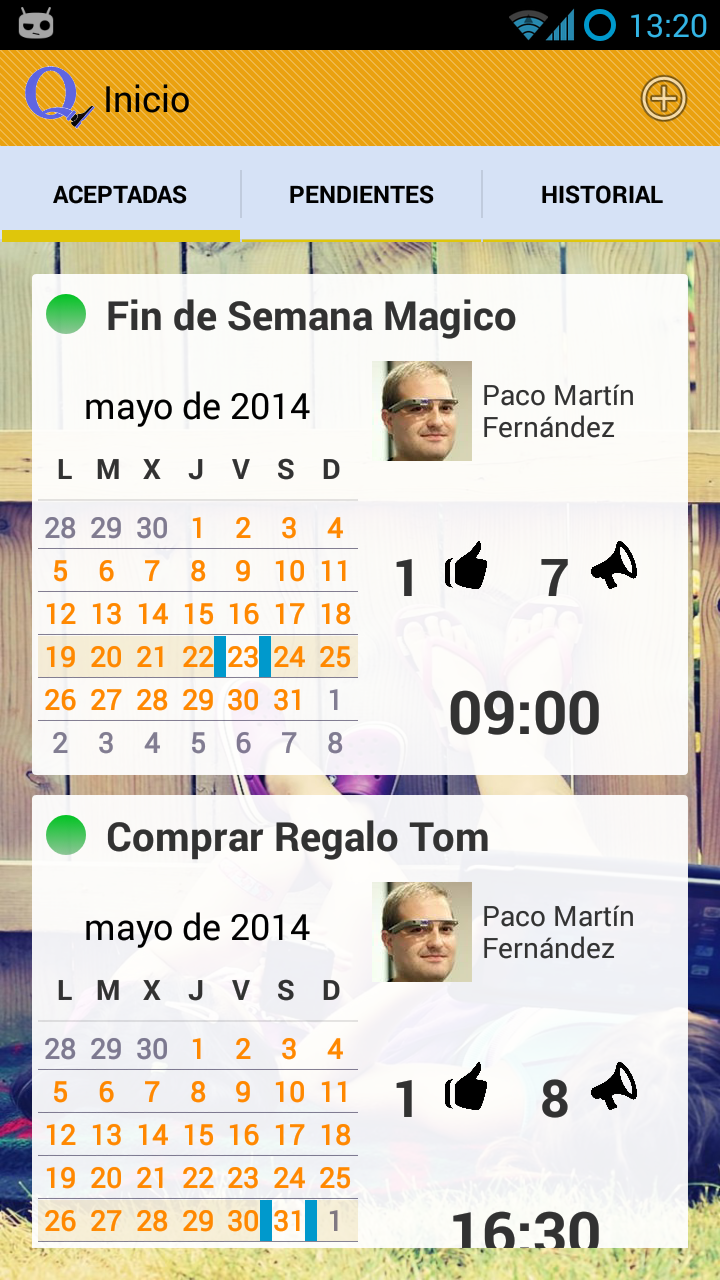 13:20
Inicio
ACEPTADAS PENDIENTES HISTORIAL
Fin de Semana Magico
mayo de 2014
Paco Martín
Fernández
L M X J V S D
28 29 30 1 2 3 4
5 6 7 8 9 10 11
12 13 14 15 16 17 18
19 20 21 22 23 24 25
26 27 28 29 30 31 1
2 3 4 5 6 7 8
1 7
09:00
Comprar Regalo Tom
mayo de 2014
Paco Martín
Fernández
L M X J V S D
28 29 30 1 2 3 4
5 6 7 8 9 10 11
12 13 14 15 16 17 18
19 20 21 22 23 24 25
26 27 28 29 30 31 1
1 8
16:30